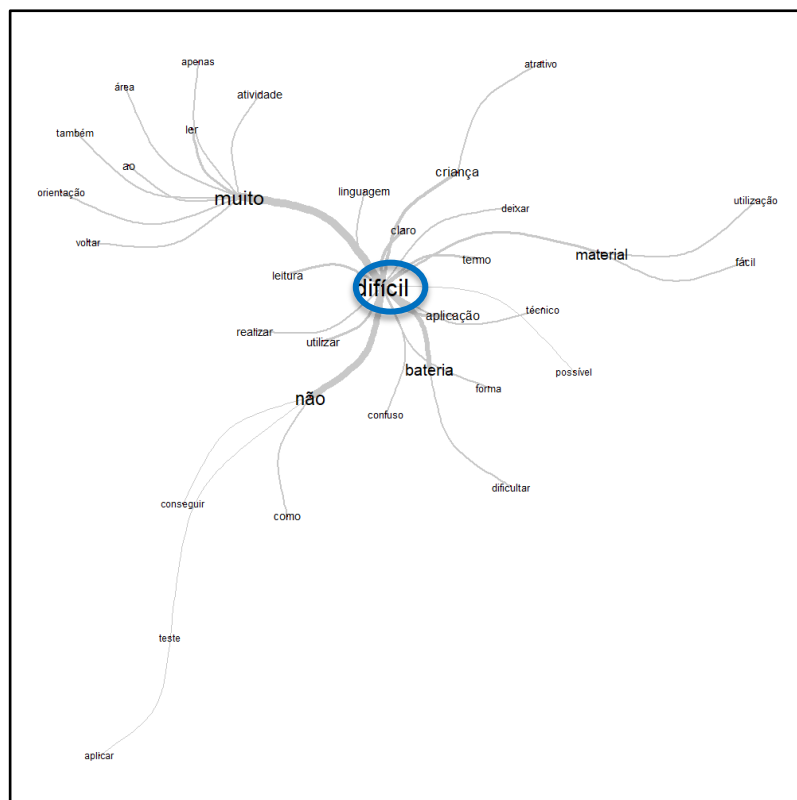 apenas
atrativo
área
atividade
também
ler
ao
criança
orientação
muito
linguagem
utilização
deixar
claro
voltar
material
termo
fácil
leitura
difícil
aplicação
técnico
realizar
utilizar
bateria
possível
forma
não
confuso
dificultar
conseguir
como
teste
aplicar